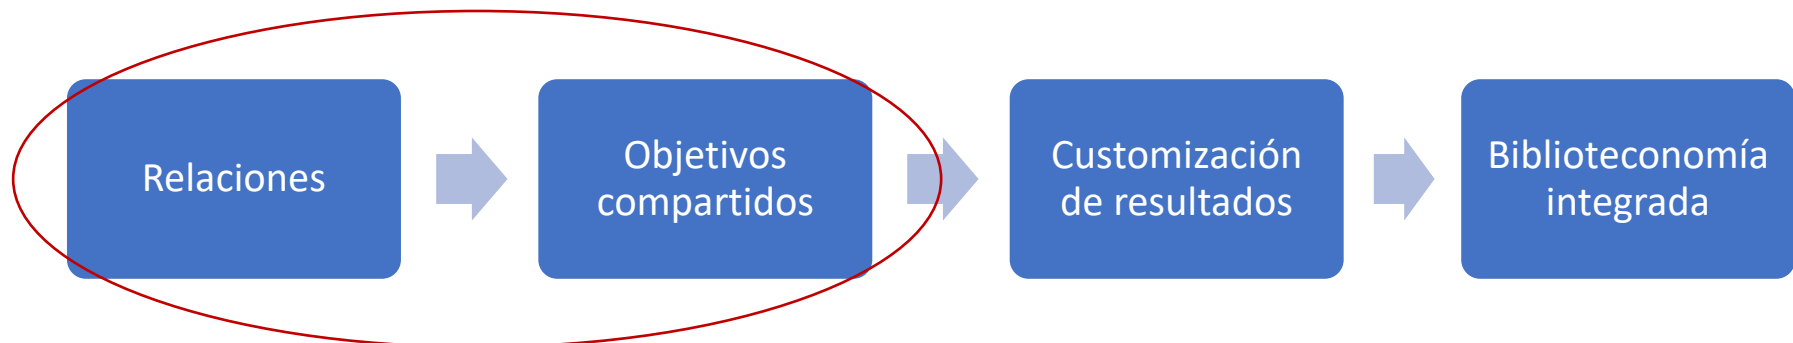 Relaciones
Objetivos
compartidos
Customización
de resultados
Biblioteconomía
integrada